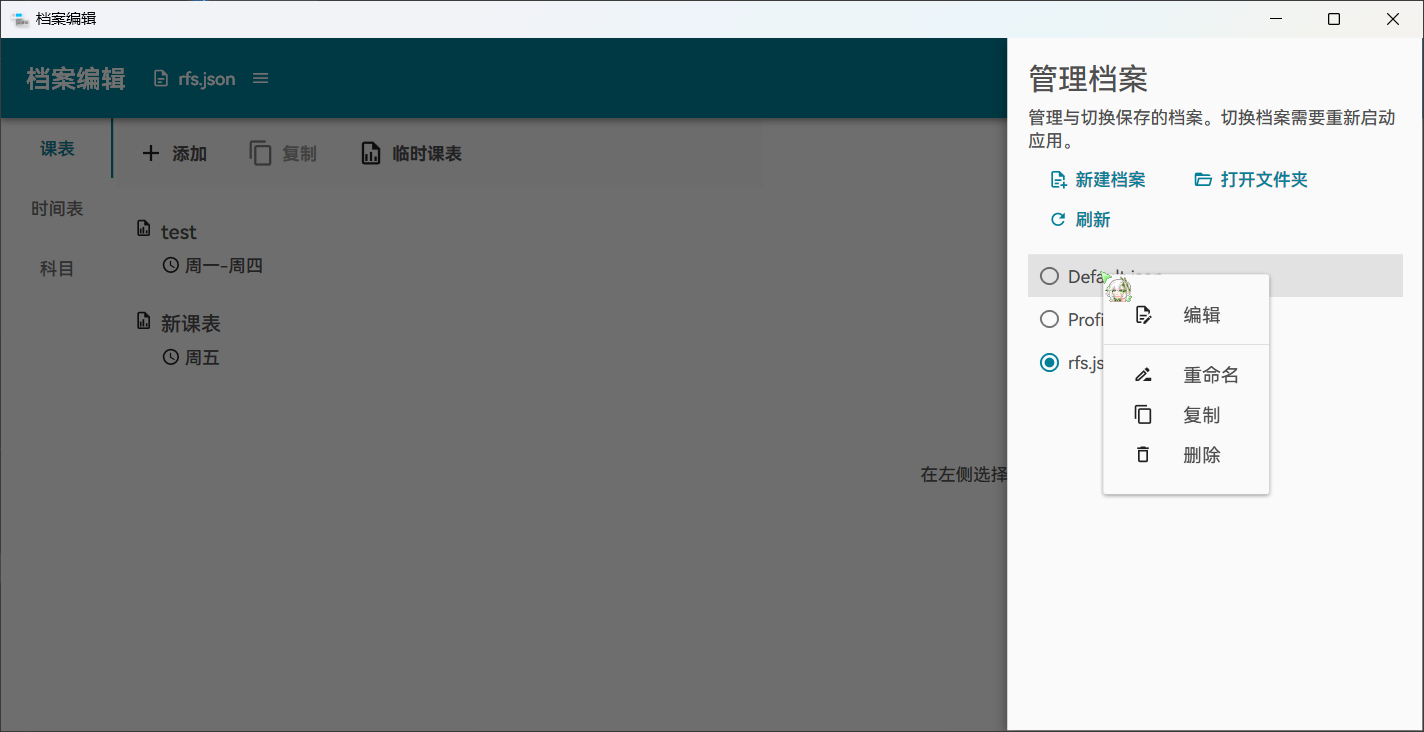 档案编辑
档案编辑 rfs.json
课表
时间表
科目
添加 复制 临时课表
test
周一-周四
新课表
周五
在左侧选择
管理档案
管理与切换保存的档案。切换档案需要重新启动
应用。
新建档案 打开文件夹
刷新
rfs.js
编辑
重命名
复制
删除